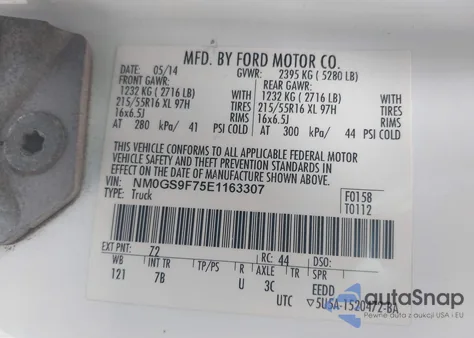 MFD. BY FORD MOTOR CO.
DATE: 05/14 GVWR: 2395 KG ( 5280 LB)
FRONT GAWR: REAR GAWR:
1232 KG ( 2716 LB) WITH 1232 KG ( 2716 LB) WITH
215/55R16 XL 97H TIRES 215/55R16 XL 97H TIRES
16x6.5J RIMS 16x6.5J RIMS
AT 280 kPa/ 41 PSI COLD AT 300 kPa/ 44 PSI COLD
THIS VEHICLE CONFORMS TO ALL APPLICABLE FEDERAL MOTOR
VEHICLE SAFETY AND THEFT PREVENTION STANDARDS IN
EFFECT ON THE DATE OF MANUFACTURE SHOWN ABOVE.
VIN: NM0GS9F75E1163307
TYPE: Truck
F0158
T0112
EXT PNT: 72 RC: 44 DSO:
WB INT TR TP/PS R AXLE TR SPR
121 7B U 3C EEDD
UTC ▽5U5A-1520472-BA
autoSnap
Pewne auta z aukcji USA i EU